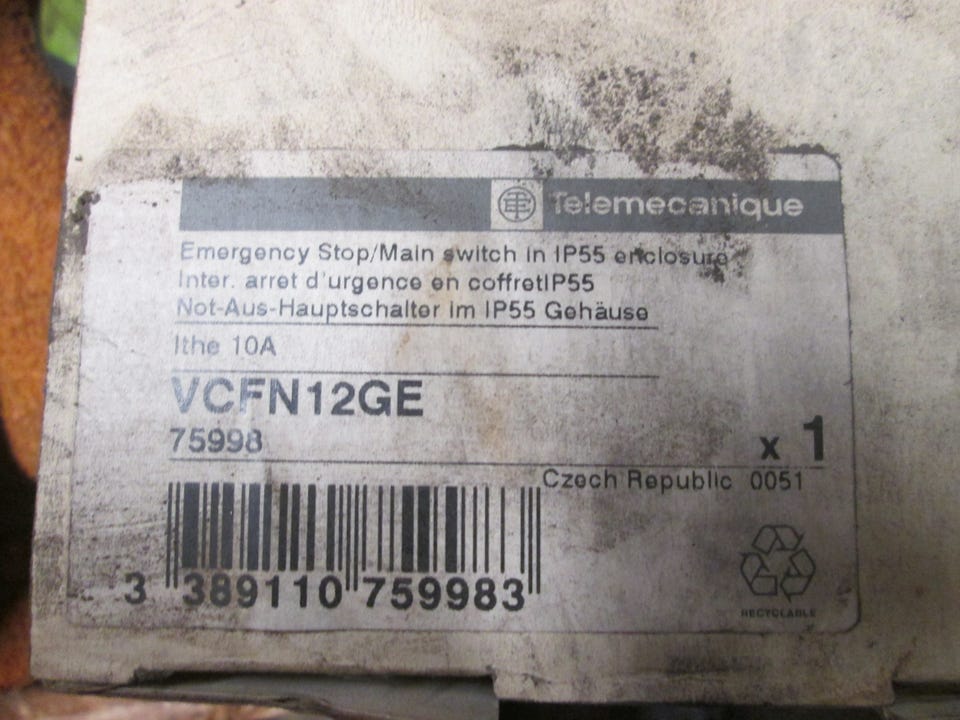 Telemecanique
Emergency Stop/Main switch in IP55 enclosure
Inter. arret d'urgence en coffretIP55
Not-Aus-Hauptschalter im IP55 Gehäuse
Ithe 10A
VCFN12GE
75998
x 1
Czech Republic 0051
3 389110 759983
RECYCLABLE